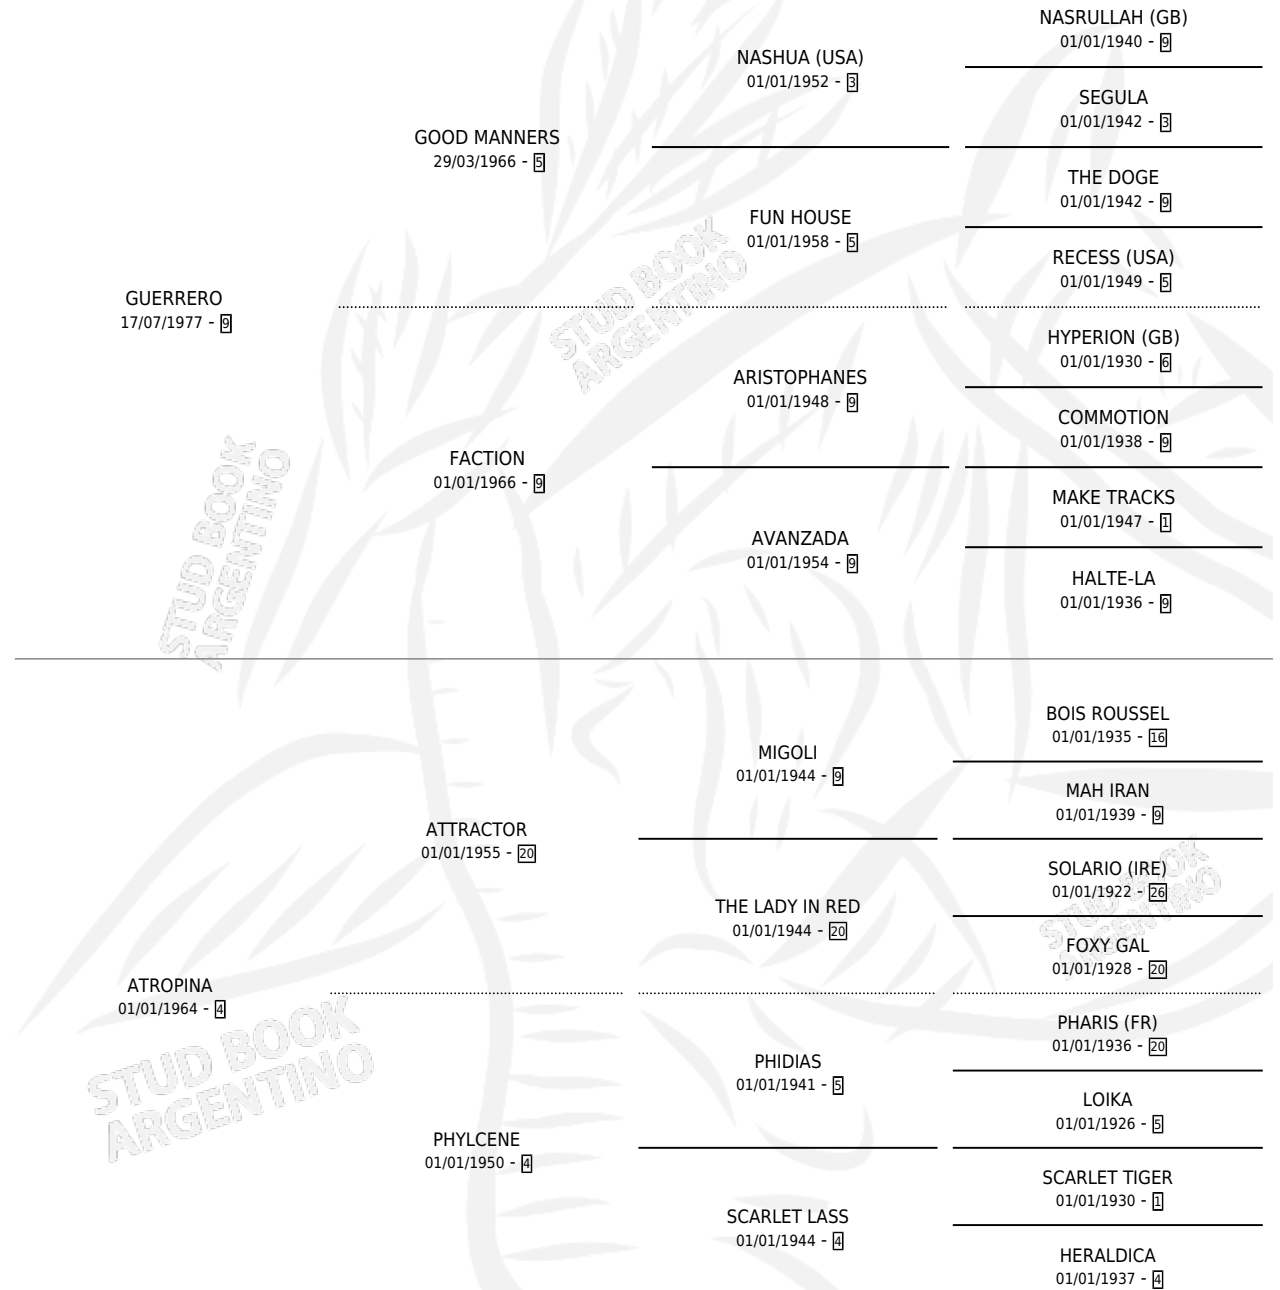 NASRULLAH (GB)
01/01/1940 - 9
NASHUA (USA)
01/01/1952 - 3
SEGULA
01/01/1942 - 3
GOOD MANNERS
29/03/1966 - 5
THE DOGE
01/01/1942 - 9
FUN HOUSE
01/01/1958 - 5
RECESS (USA)
01/01/1949 - 5
GUERRERO
17/07/1977 - 9
HYPERION (GB)
01/01/1930 - 6
ARISTOPHANES
01/01/1948 - 9
COMMOTION
01/01/1938 - 9
FACTION
01/01/1966 - 9
MAKE TRACKS
01/01/1947 - 1
AVANZADA
01/01/1954 - 9
HALTE-LA
01/01/1936 - 9
BOIS ROUSSEL
01/01/1935 - 16
MIGOLI
01/01/1944 - 9
MAH IRAN
01/01/1939 - 9
ATTRACTOR
01/01/1955 - 20
SOLARIO (IRE)
01/01/1922 - 26
THE LADY IN RED
01/01/1944 - 20
FOXY GAL
01/01/1928 - 20
ATROPINA
01/01/1964 - 4
PHARIS (FR)
01/01/1936 - 20
PHIDIAS
01/01/1941 - 5
LOIKA
01/01/1926 - 5
PHYLCENE
01/01/1950 - 4
SCARLET TIGER
01/01/1930 - 1
SCARLET LASS
01/01/1944 - 4
HERALDICA
01/01/1937 - 4
STUD BOOK
ARGENTINO
STUD BOOK
ARGENTINO
STUD BOOK
ARGENTINO
STUD BOOK
ARGENTINO